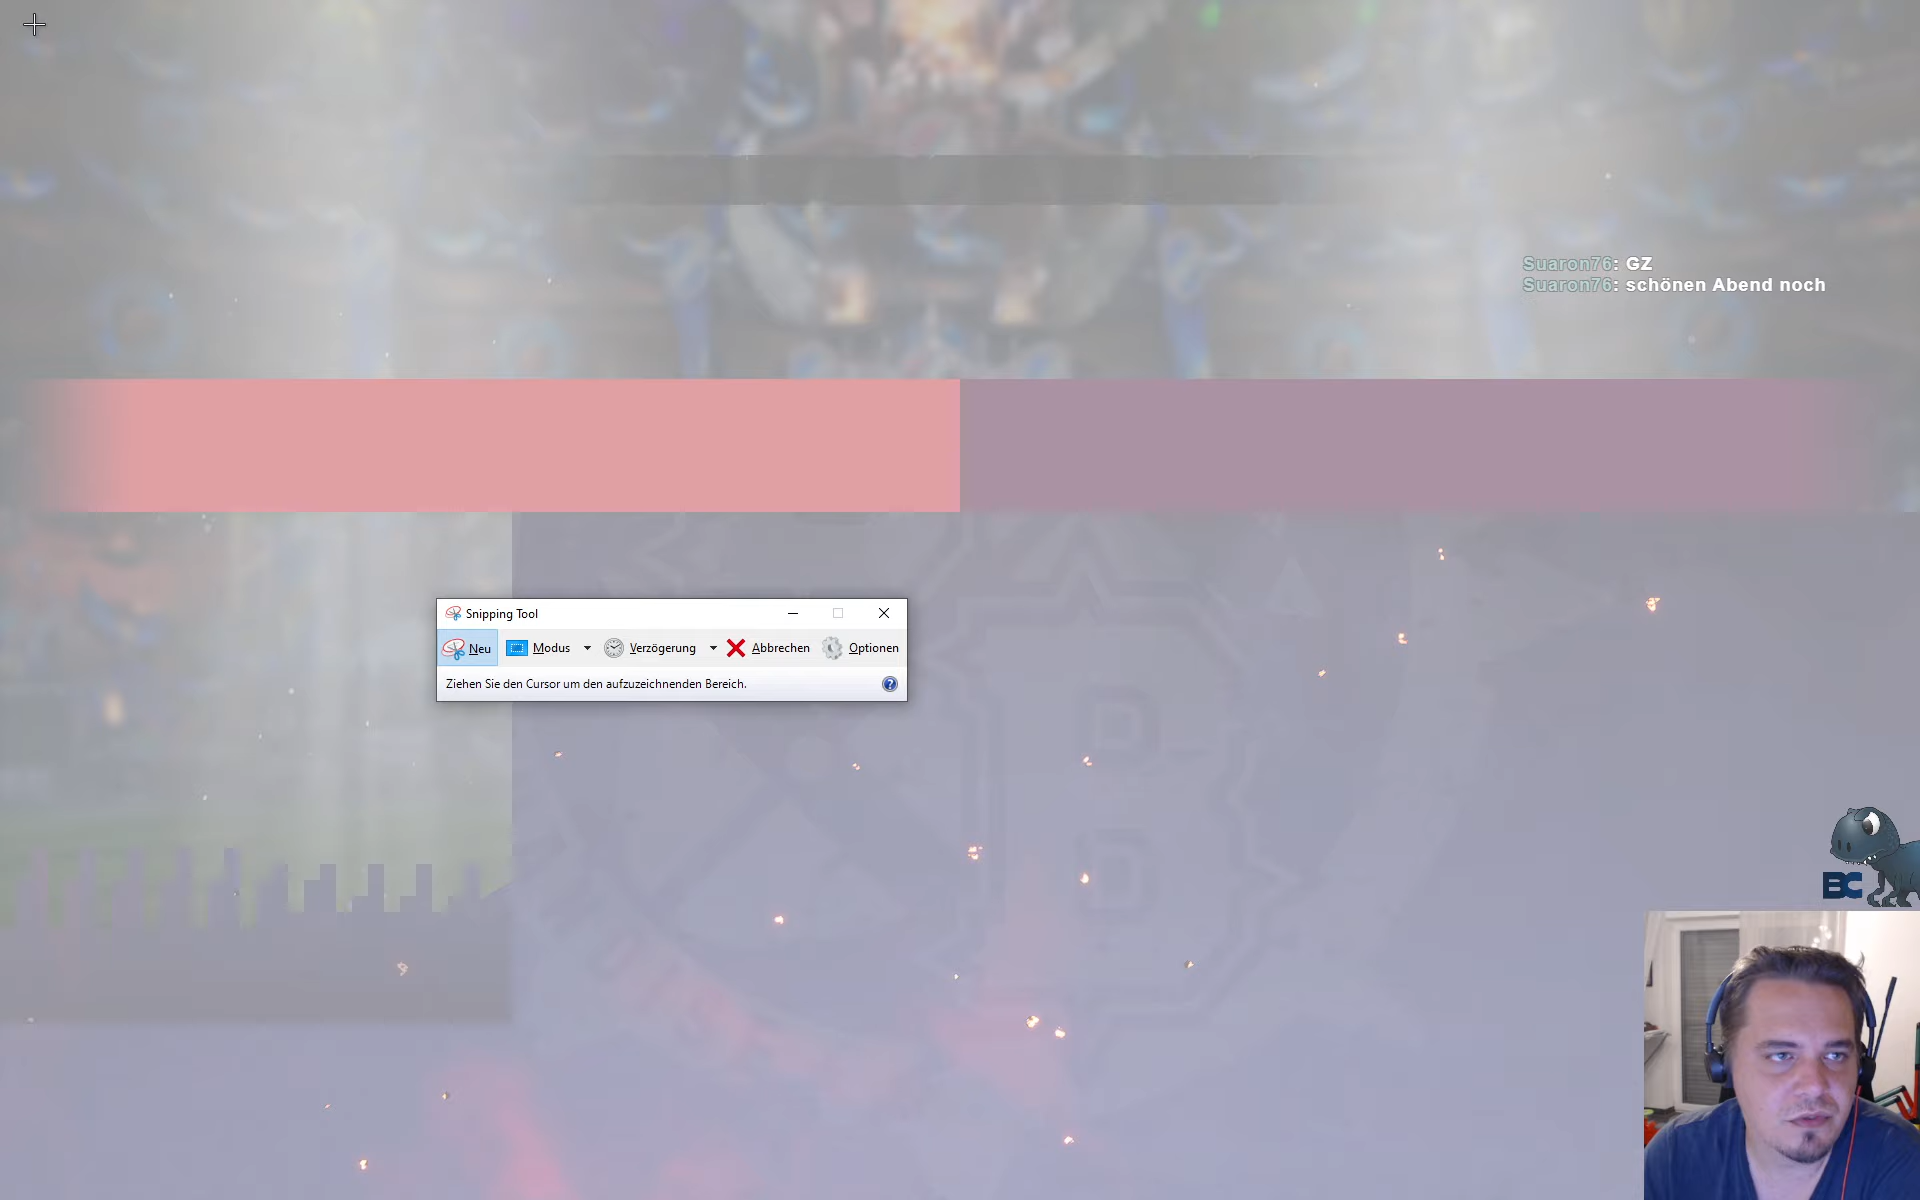 Suaron76: GZ
Suaron76: schönen Abend noch
Snipping Tool
Neu Modus Verzögerung Abbrechen Optionen
Ziehen Sie den Cursor um den aufzuzeichnenden Bereich.
BC